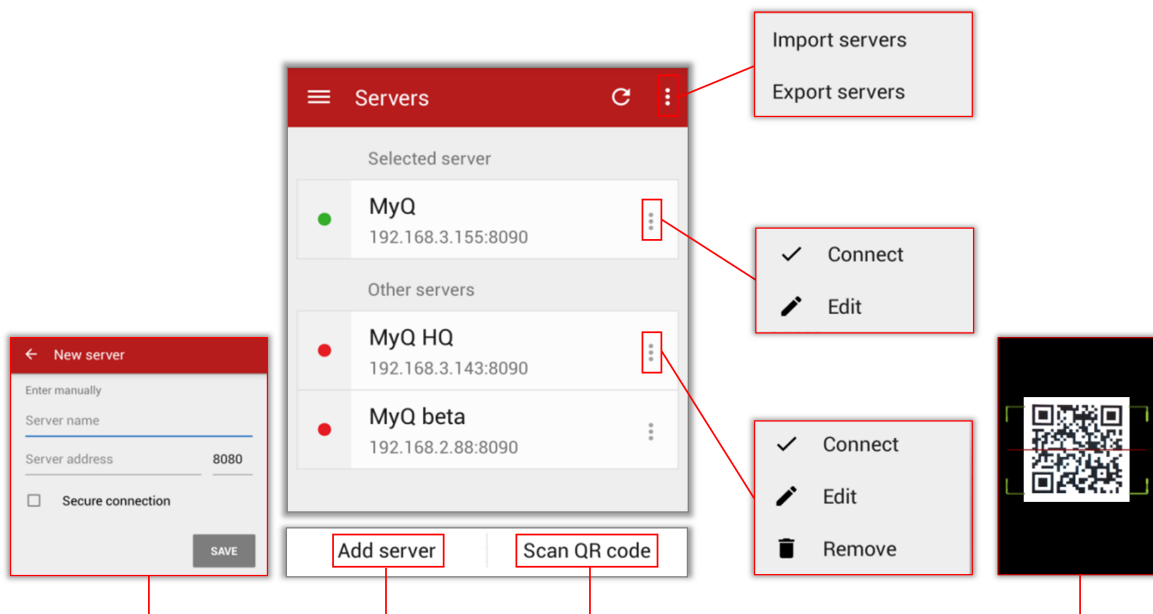 Import servers
Export servers
Servers
Selected server
MyQ
192.168.3.155:8090
Connect
Edit
Other servers
MyQ HQ
192.168.3.143:8090
MyQ beta
192.168.2.88:8090
New server
Enter manually
Server name
Server address 8080
Secure connection
SAVE
Connect
Edit
Remove
Add server
Scan QR code